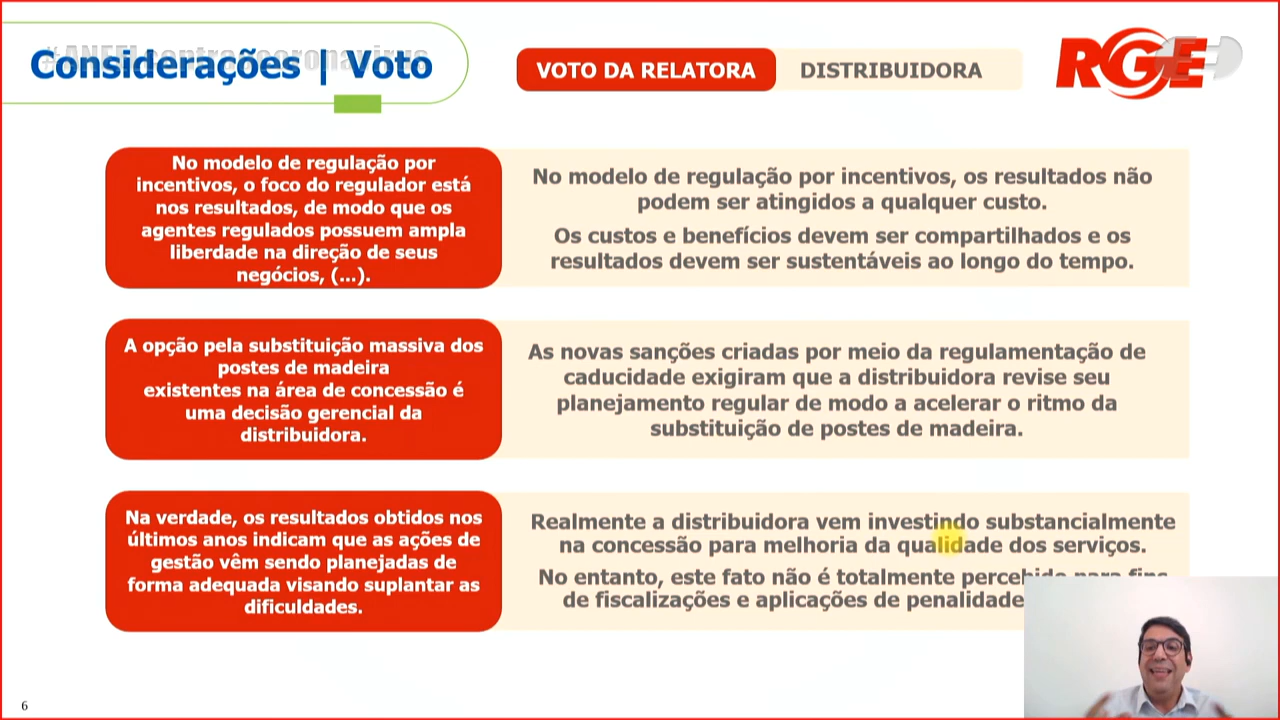 #ANEELcontraocoronavirus
Considerações | Voto
VOTO DA RELATORA
DISTRIBUIDORA
RGE
No modelo de regulação por
incentivos, o foco do regulador está
nos resultados, de modo que os
agentes regulados possuem ampla
liberdade na direção de seus
negócios, (...).
No modelo de regulação por incentivos, os resultados não
podem ser atingidos a qualquer custo.
Os custos e benefícios devem ser compartilhados e os
resultados devem ser sustentáveis ao longo do tempo.
A opção pela substituição massiva dos
postes de madeira
existentes na área de concessão é
uma decisão gerencial da
distribuidora.
As novas sanções criadas por meio da regulamentação de
caducidade exigiram que a distribuidora revise seu
planejamento regular de modo a acelerar o ritmo da
substituição de postes de madeira.
Na verdade, os resultados obtidos nos
últimos anos indicam que as ações de
gestão vêm sendo planejadas de
forma adequada visando suplantar as
dificuldades.
Realmente a distribuidora vem investindo substancialmente
na concessão para melhoria da qualidade dos serviços.
No entanto, este fato não é totalmente percebido para fins
de fiscalizações e aplicações de penalidade
6